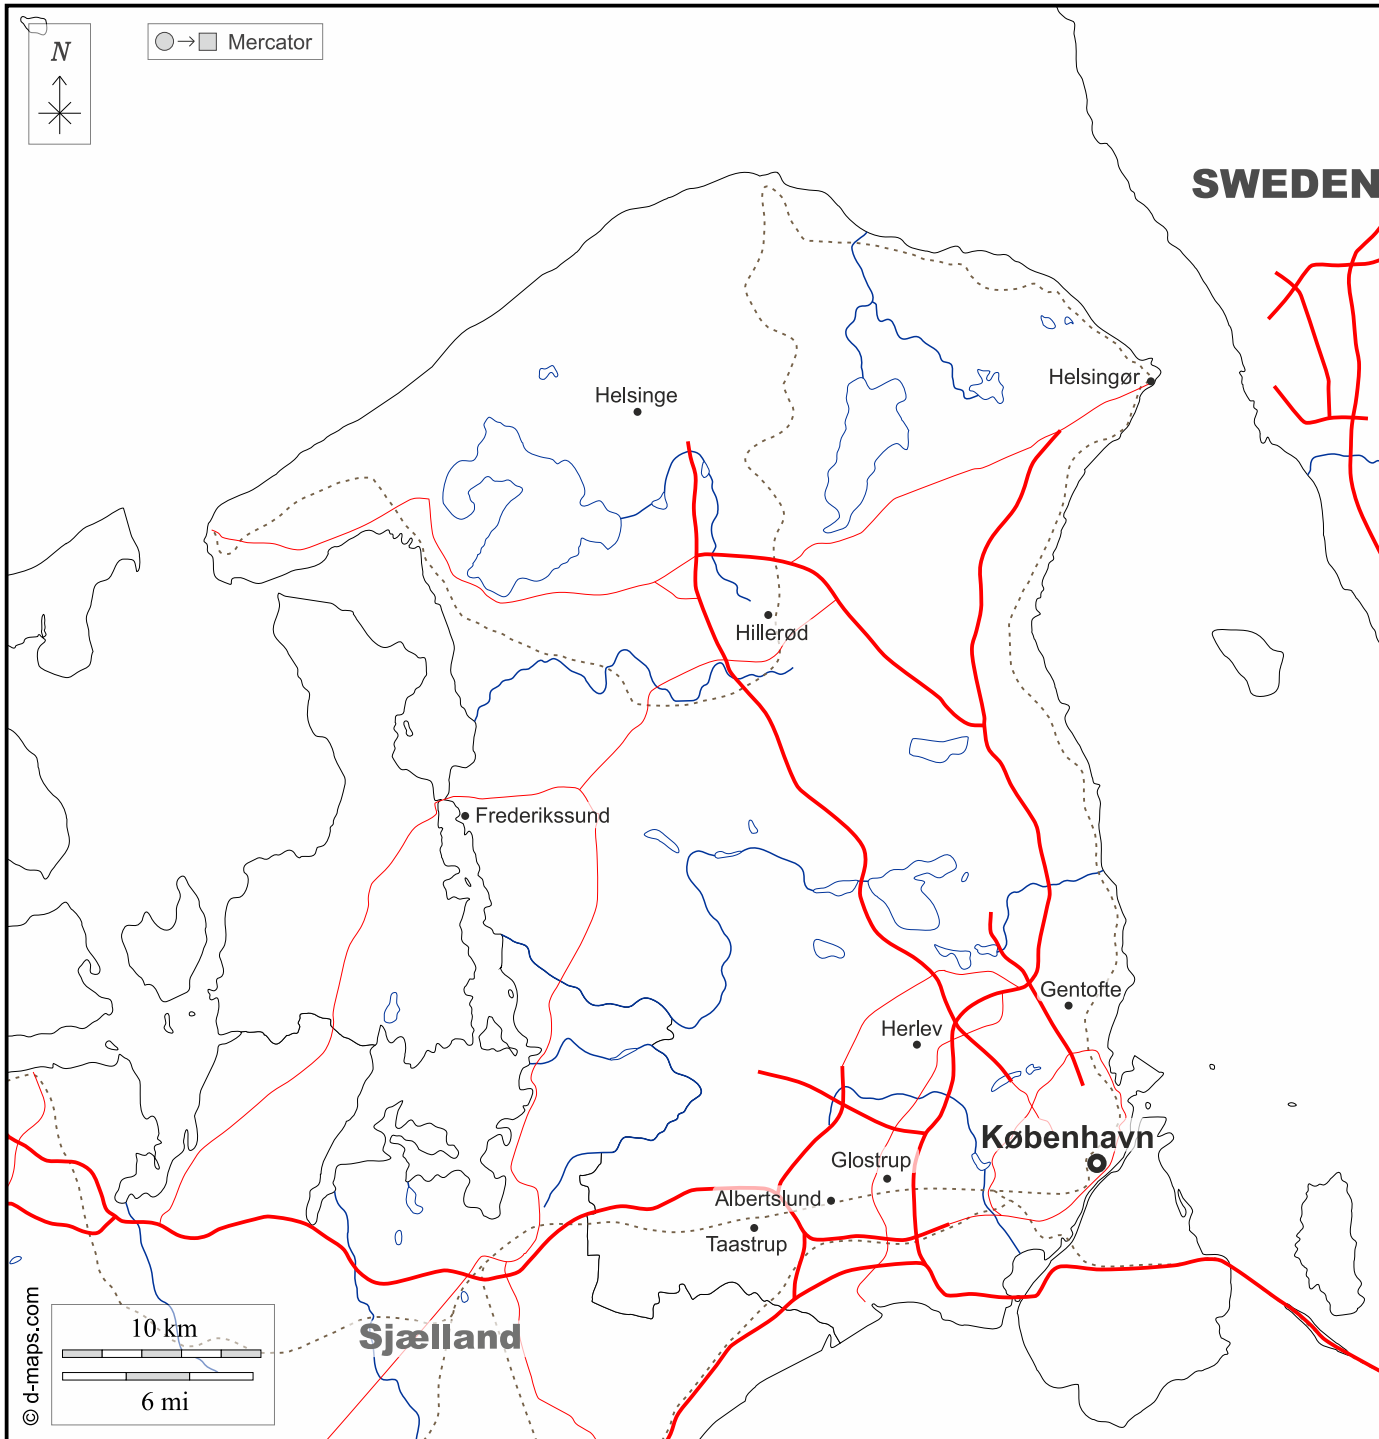 N
Mercator
SWEDEN
Helsingør
Helsinge
Hillerød
Frederikssund
Gentofte
Herlev
København
Glostrup
Albertslund
Taastrup
Sjælland
10 km
6 mi
© d-maps.com